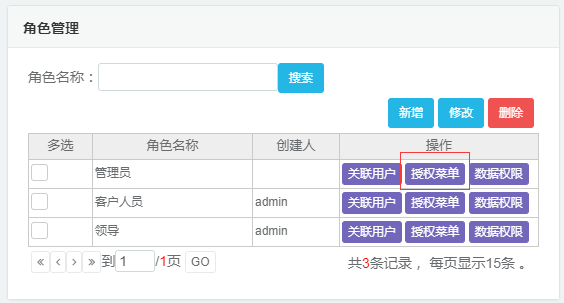 角色管理
角色名称： 搜索
新增 修改 删除
多选 角色名称 创建人 操作
管理员 关联用户 授权菜单 数据权限
客户人员 admin 关联用户 授权菜单 数据权限
领导 admin 关联用户 授权菜单 数据权限
« ‹ › » 到 1 /1页 GO 共3条记录 ，每页显示15条 。